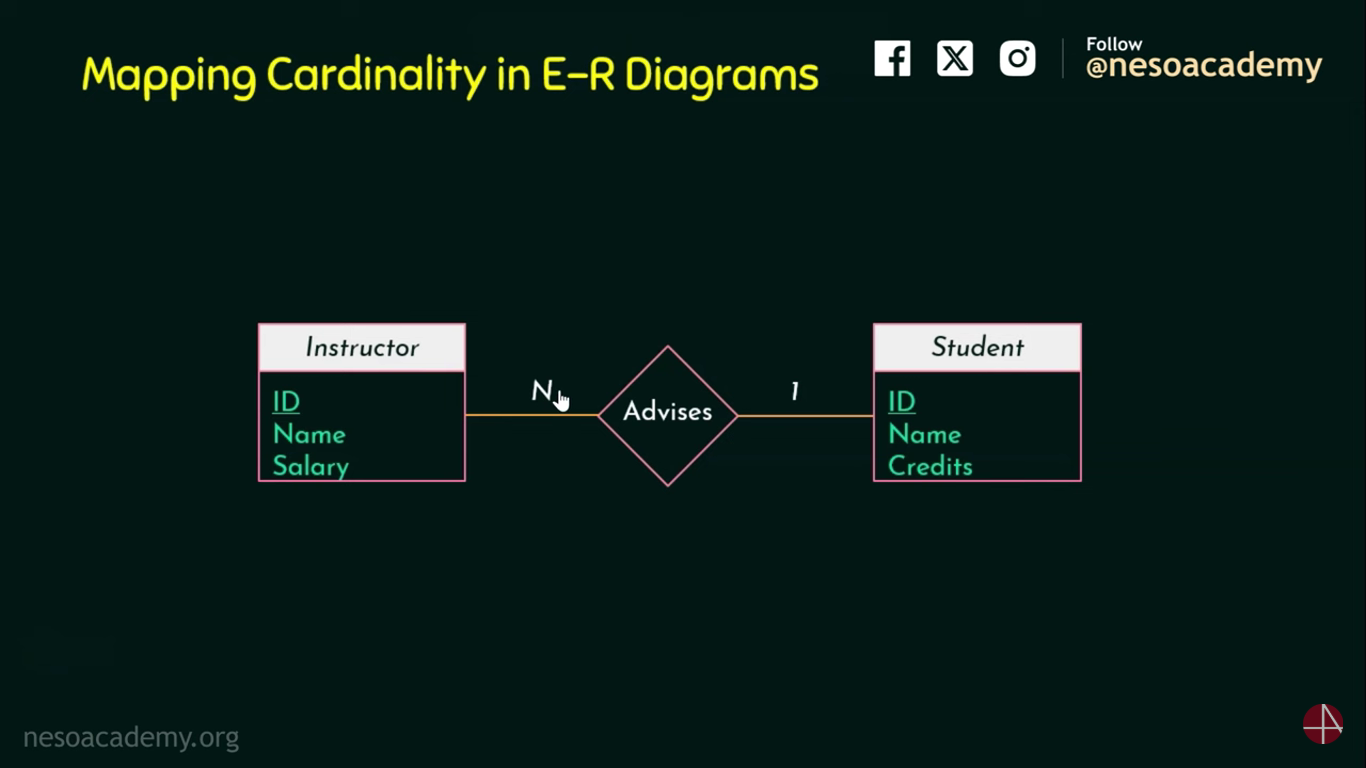 Mapping Cardinality in E-R Diagrams
Follow
@nesoacademy
Instructor
ID
Name
Salary
N
Advises
1
Student
ID
Name
Credits
nesoacademy.org